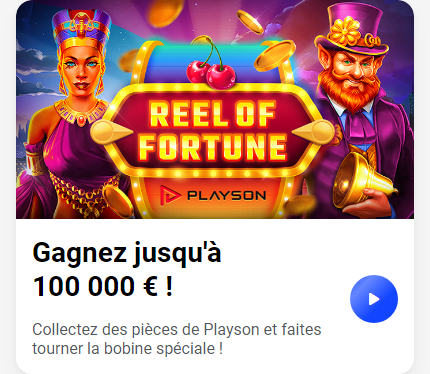 REEL OF
FORTUNE
PLAYSON
Gagnez jusqu'à
100 000 € !
Collectez des pièces de Playson et faites
tourner la bobine spéciale !